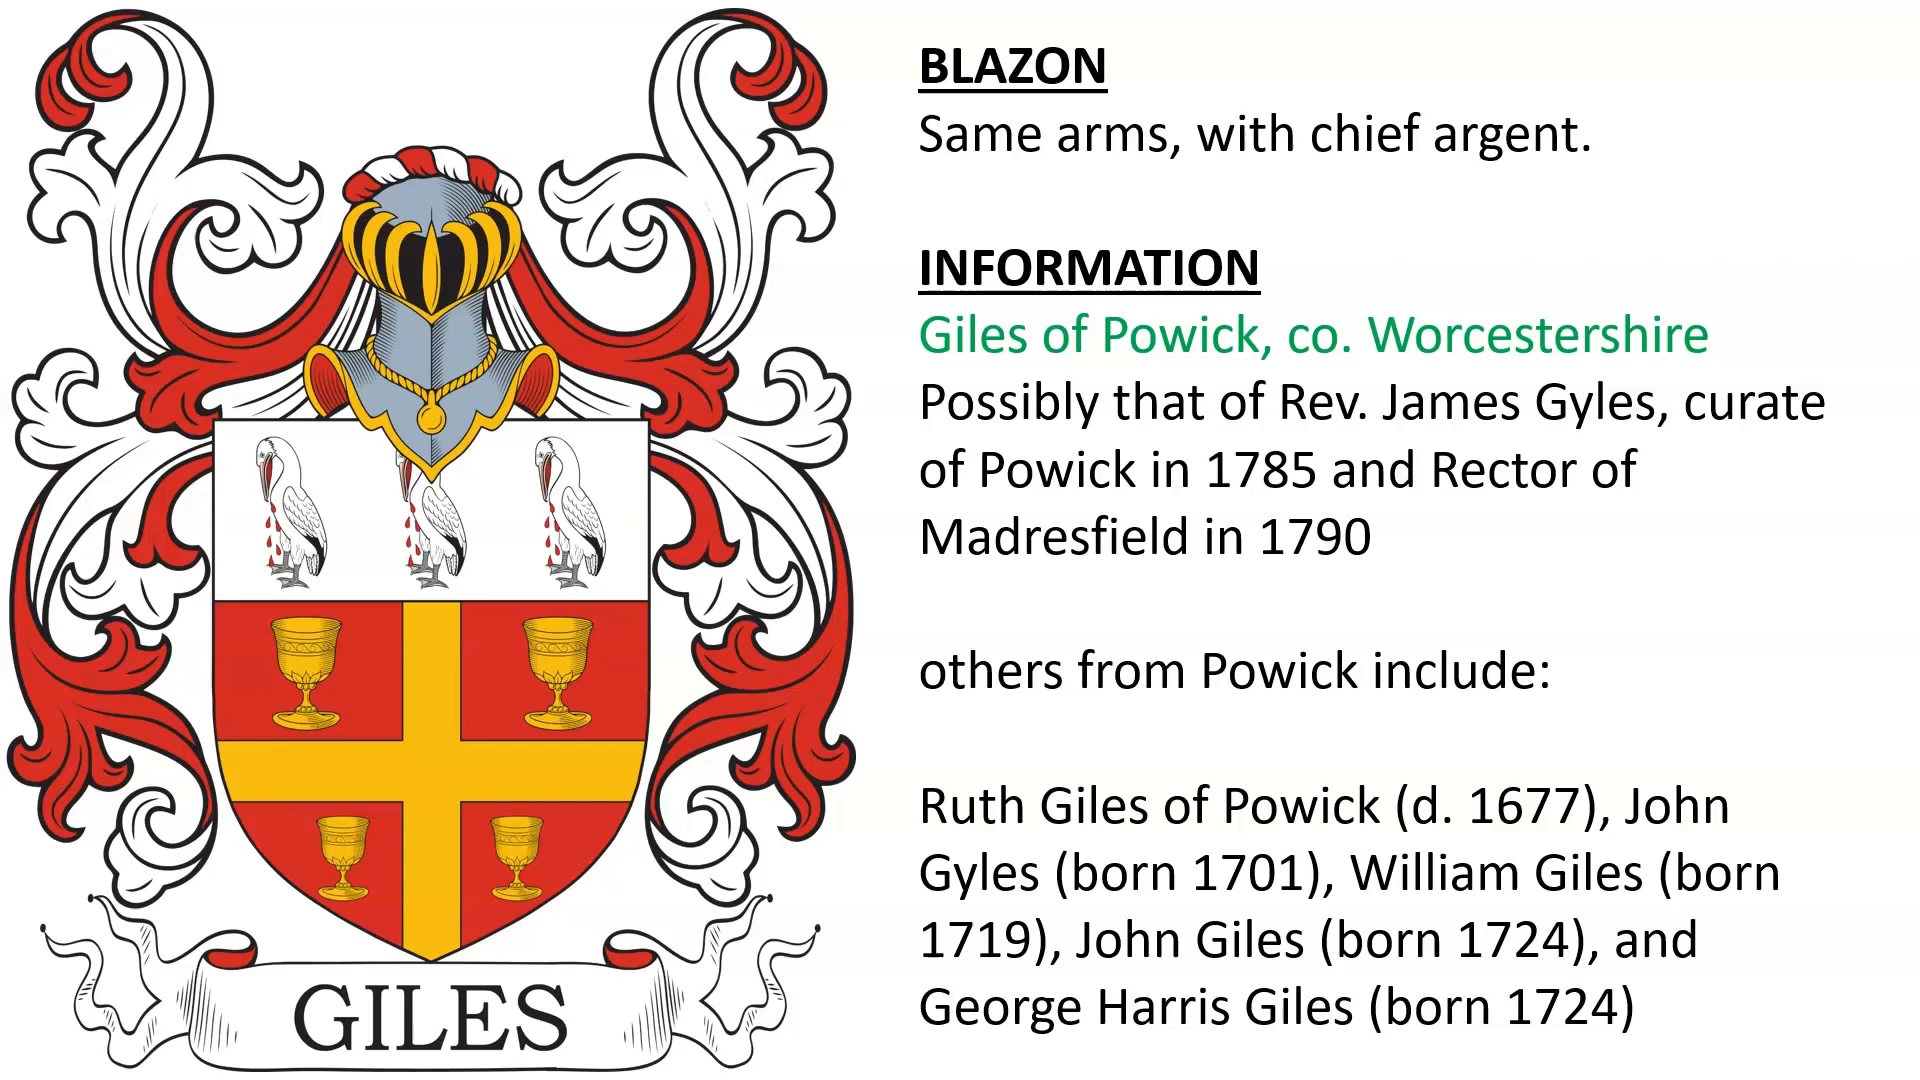 BLAZON
Same arms, with chief argent.
INFORMATION
Giles of Powick, co. Worcestershire
Possibly that of Rev. James Gyles, curate
of Powick in 1785 and Rector of
Madresfield in 1790
others from Powick include:
Ruth Giles of Powick (d. 1677), John
Gyles (born 1701), William Giles (born
1719), John Giles (born 1724), and
George Harris Giles (born 1724)
GILES